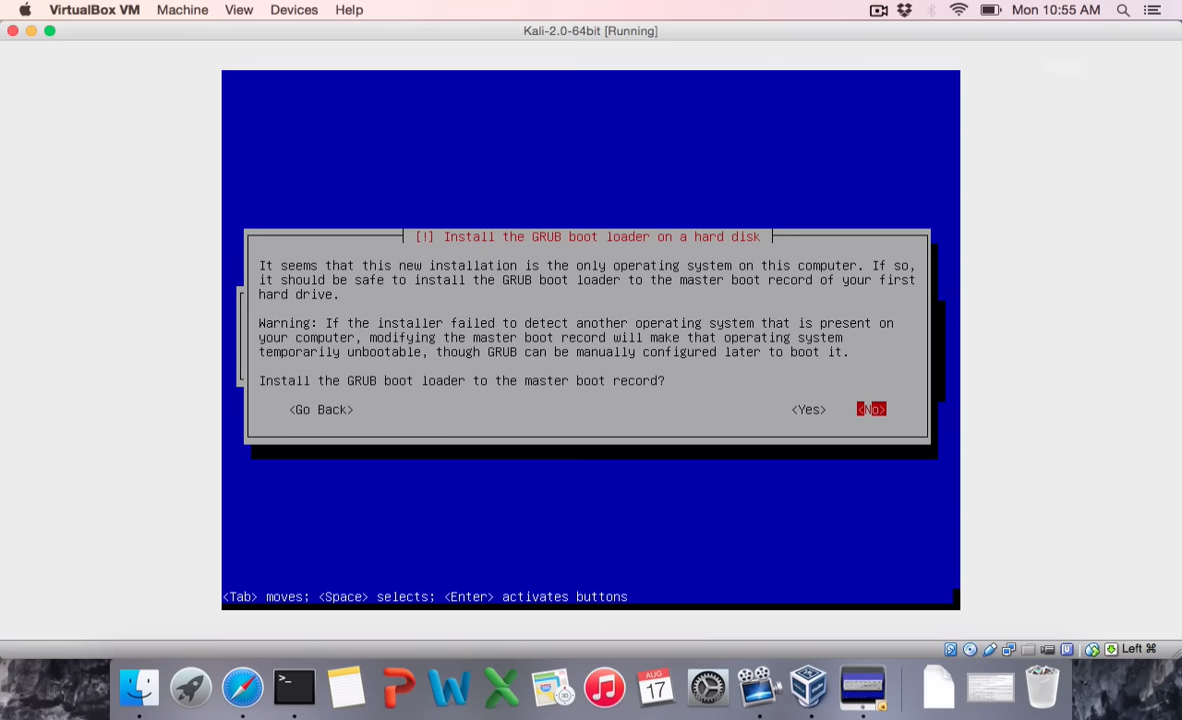 VirtualBox VM Machine View Devices Help Mon 10:55 AM
Kali-2.0-64bit [Running]
[!] Install the GRUB boot loader on a hard disk
It seems that this new installation is the only operating system on this computer. If so,
it should be safe to install the GRUB boot loader to the master boot record of your first
hard drive.
Warning: If the installer failed to detect another operating system that is present on
your computer, modifying the master boot record will make that operating system
temporarily unbootable, though GRUB can be manually configured later to boot it.
Install the GRUB boot loader to the master boot record?
<Go Back> <Yes> <No>
<Tab> moves; <Space> selects; <Enter> activates buttons
Left ⌘
>_
AUG
17